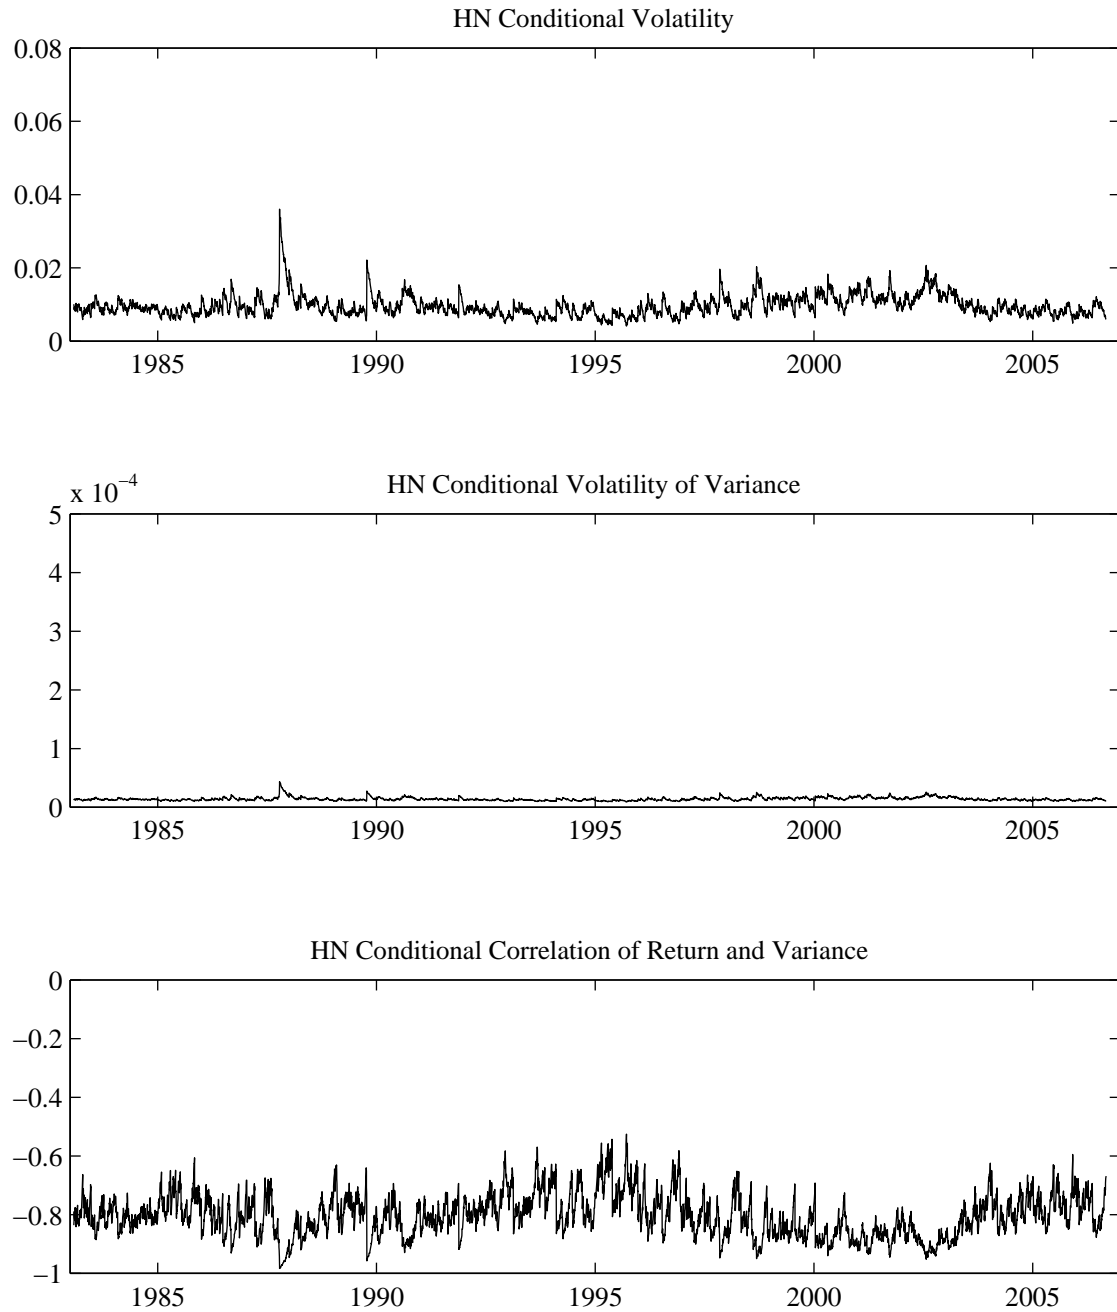 HN Conditional Volatility
0.08
0.06
0.04
0.02
0
1985 1990 1995 2000 2005
HN Conditional Volatility of Variance
x 10−4
5
4
3
2
1
0
1985 1990 1995 2000 2005
HN Conditional Correlation of Return and Variance
0
−0.2
−0.4
−0.6
−0.8
−1
1985 1990 1995 2000 2005